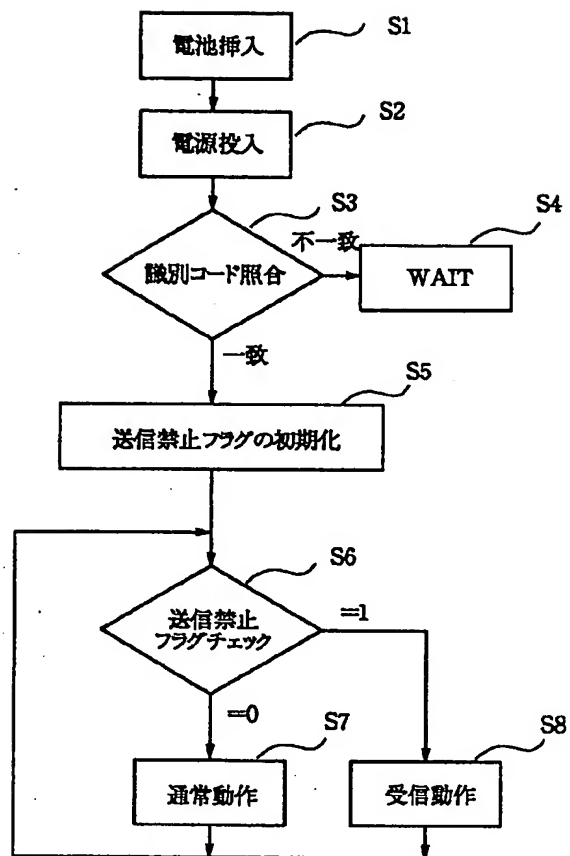 電池挿入
S1
電源投入
S2
識別コード照合
S3
不一致
WAIT
S4
一致
送信禁止フラグの初期化
S5
送信禁止
フラグチェック
S6
=1
=0
通常動作
S7
受信動作
S8